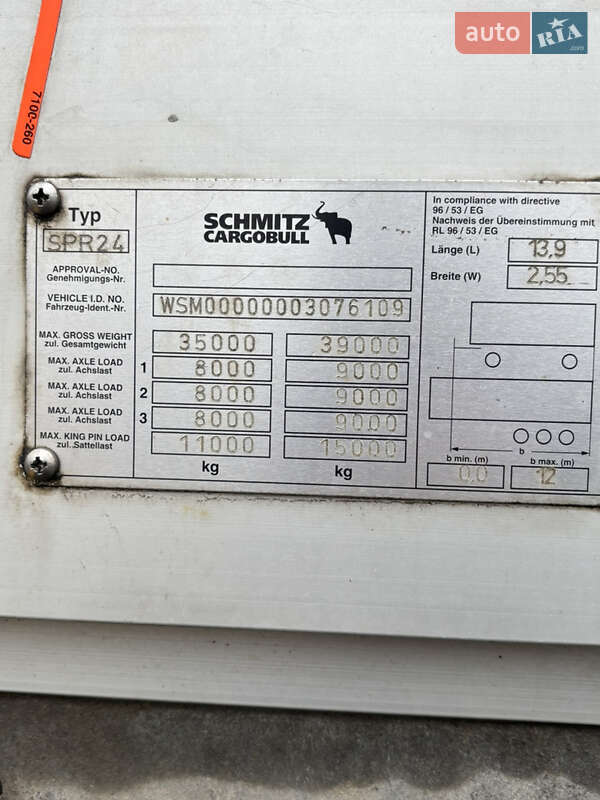 auto RIA.com
7100-260
Typ
SPR24
SCHMITZ
CARGOBULL
In compliance with directive
96 / 53 / EG
Nachweis der Übereinstimmung mit
RL 96 / 53 / EG
Länge (L) 13,9
Breite (W) 2,55
APPROVAL-NO.
Genehmigungs-Nr.
VEHICLE I.D. NO.
Fahrzeug-Ident.-Nr.
WSM00000003076109
MAX. GROSS WEIGHT
zul. Gesamtgewicht
35000 39000
MAX. AXLE LOAD
zul. Achslast
1 8000 9000
MAX. AXLE LOAD
zul. Achslast
2 8000 9000
MAX. AXLE LOAD
zul. Achslast
3 8000 9000
MAX. KING PIN LOAD
zul. Sattellast
11000 15000
kg kg
b
b min. (m) b max. (m)
0,0 12